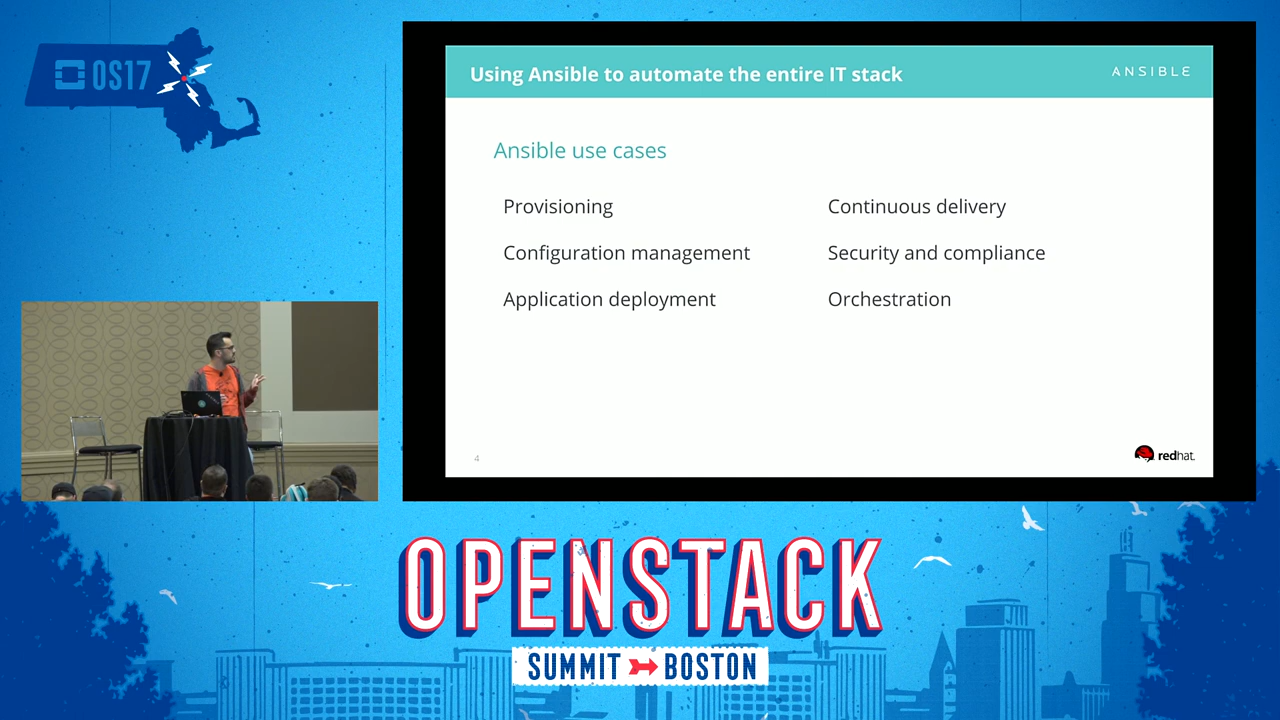 OS17
Using Ansible to automate the entire IT stack
ANSIBLE
Ansible use cases
Provisioning
Configuration management
Application deployment
Continuous delivery
Security and compliance
Orchestration
4
redhat.
OPENSTACK
SUMMIT BOSTON